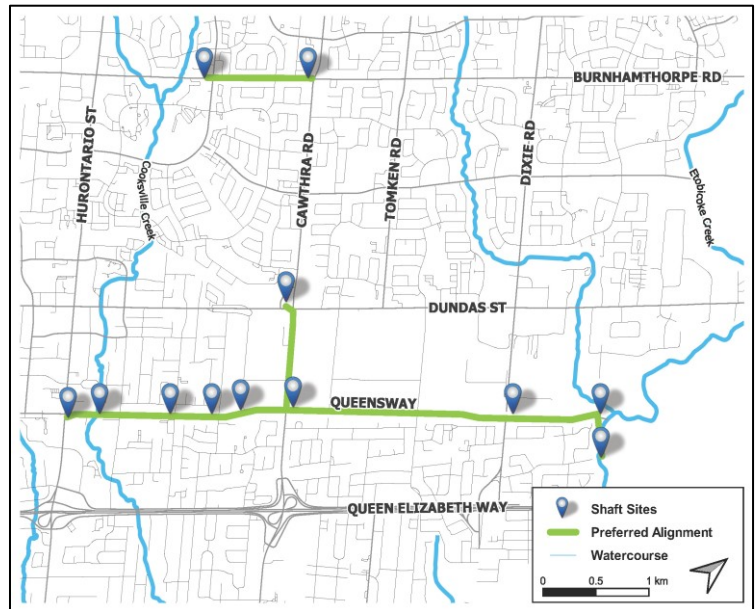 BURNHAMTHORPE RD
HURONTARIO ST
Cooksville Creek
CAWTHRA RD
TOMKEN RD
DIXIE RD
Etobicoke Creek
DUNDAS ST
QUEENSWAY
QUEEN ELIZABETH WAY
Shaft Sites
Preferred Alignment
Watercourse
0 0.5 1 km